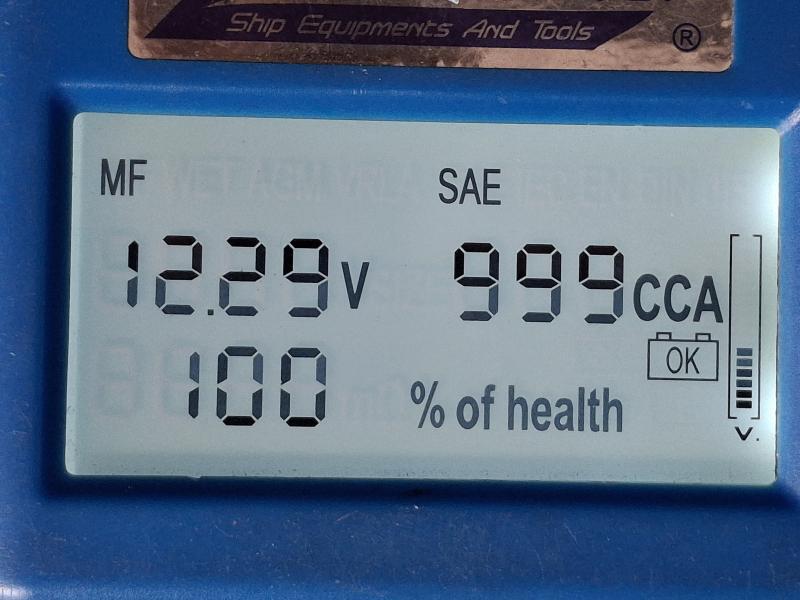 Ship Equipments And Tools
®
MF SAE
12.29 V 999 CCA
OK
100 % of health
V.